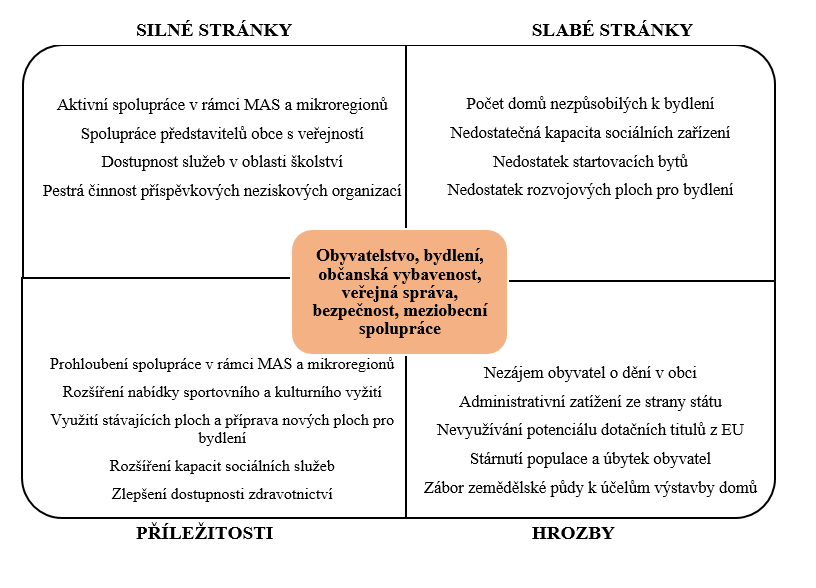 SILNÉ STRÁNKY
Aktivní spolupráce v rámci MAS a mikroregionů
Spolupráce představitelů obce s veřejností
Dostupnost služeb v oblasti školství
Pestrá činnost příspěvkových neziskových organizací
SLABÉ STRÁNKY
Počet domů nezpůsobilých k bydlení
Nedostatečná kapacita sociálních zařízení
Nedostatek startovacích bytů
Nedostatek rozvojových ploch pro bydlení
Obyvatelstvo, bydlení,
občanská vybavenost,
veřejná správa,
bezpečnost, meziobecní
spolupráce
Prohloubení spolupráce v rámci MAS a mikroregionů
Rozšíření nabídky sportovního a kulturního vyžití
Využití stávajících ploch a příprava nových ploch pro
bydlení
Rozšíření kapacit sociálních služeb
Zlepšení dostupnosti zdravotnictví
PŘÍLEŽITOSTI
Nezájem obyvatel o dění v obci
Administrativní zatížení ze strany státu
Nevyužívání potenciálu dotačních titulů z EU
Stárnutí populace a úbytek obyvatel
Zábor zemědělské půdy k účelům výstavby domů
HROZBY